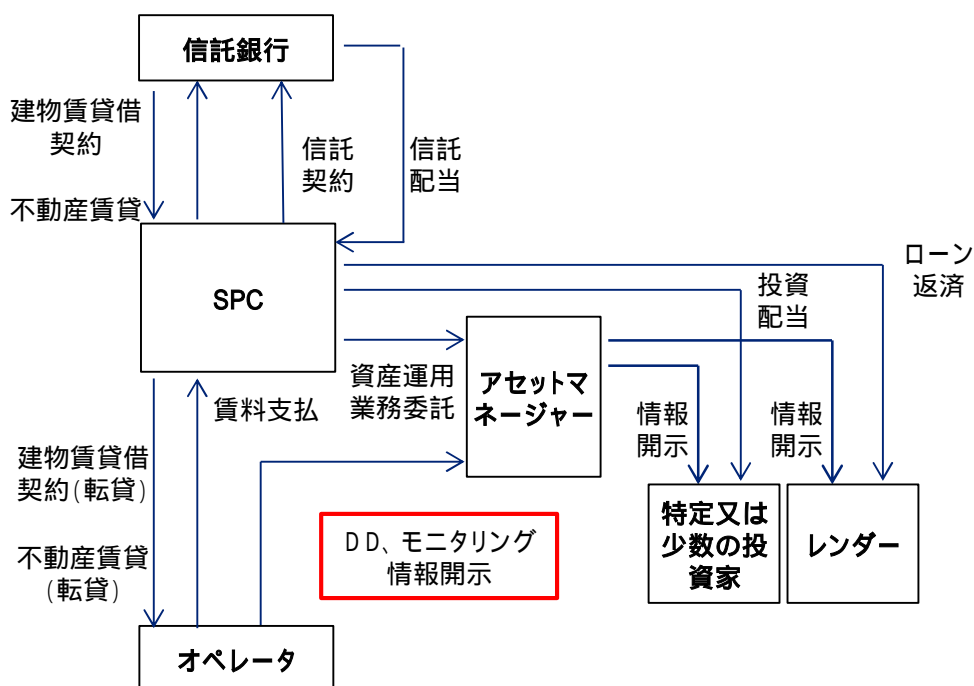 信託銀行
建物賃貸借
契約
不動産賃貸
信託
契約
信託
配当
SPC
ローン
返済
投資
配当
アセットマ
ネージャー
資産運用
業務委託
賃料支払
情報
開示
情報
開示
建物賃貸借
契約(転貸)
不動産賃貸
(転貸)
DD、モニタリング
情報開示
特定又は
少数の投
資家
レンダー
オペレータ